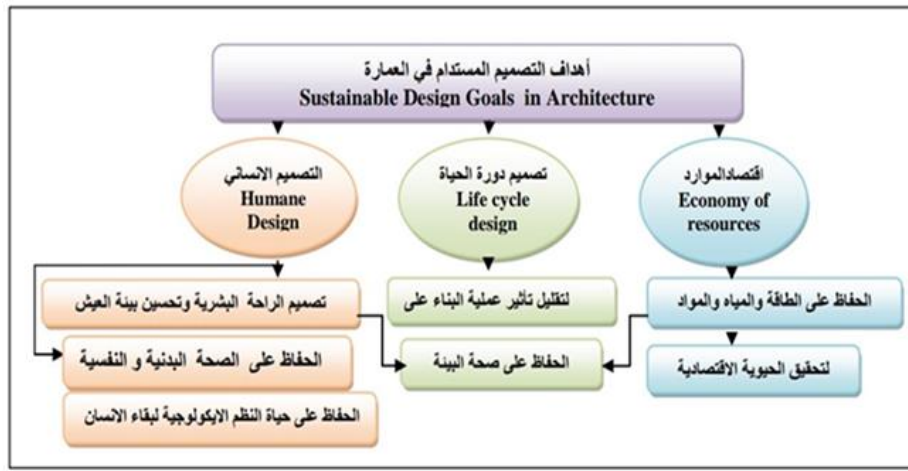 أهداف التصميم المستدام في العمارة
Sustainable Design Goals in Architecture
اقتصادالموارد
Economy of
resources
تصميم دورة الحياة
Life cycle
design
التصميم الانساني
Humane
Design
الحفاظ على الطاقة والمياه والمواد
لتقليل تأثير عملية البناء على
تصميم الراحة البشرية وتحسين بيئة العيش
لتحقيق الحيوية الاقتصادية
الحفاظ على صحة البيئة
الحفاظ على الصحة البدنية و النفسية
الحفاظ على حياة النظم الايكولوجية لبقاء الانسان